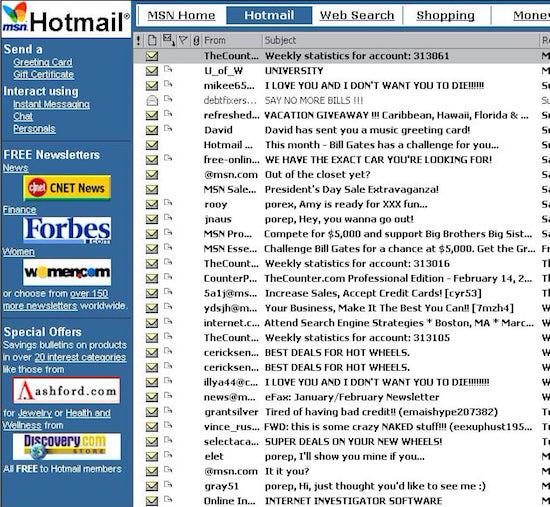 msn Hotmail®
MSN Home Hotmail Web Search Shopping Money
Send a
Greeting Card
Gift Certificate
Interact using
Instant Messaging
Chat
Personals
FREE Newsletters
News
c|net CNET News
Finance
Forbes
.com
Women
women.com
or choose from over 150
more newsletters worldwide.
Special Offers
Savings bulletins on products
in over 20 interest categories
like those from
Ashford.com
for Jewelry or Health and
Wellness from
Discovery.com
STORE
All FREE to Hotmail members
! From Subject
TheCount... Weekly statistics for account: 313061
U_of_W UNIVERSITY
mikee65... I LOVE YOU AND I DON'T WANT YOU TO DIE!!!!!!
debtfixers... SAY NO MORE BILLS !!!
refreshed... VACATION GIVEAWAY !!! Caribbean, Hawaii, Florida & ...
David David has sent you a music greeting card!
Hotmail ... This month - Bill Gates has a challenge for you...
free-onlin... WE HAVE THE EXACT CAR YOU'RE LOOKING FOR!
@msn.com Out of the closet yet?
MSN Sale... President's Day Sale Extravaganza!
rooy porex, Amy is ready for XXX fun...
jnaus porep, Hey, you wanna go out!
MSN Pro... Compete for $5,000 and support Big Brothers Big Sist...
MSN Esse... Challenge Bill Gates for a chance at $5,000. Get the Gr...
TheCount... Weekly statistics for account: 313016
CounterP... TheCounter.com Professional Edition - February 14, 2...
5a1j@ms... Increase Sales, Accept Credit Cards! [cyr53]
ydsjh@m... Your Business, Make It The Best You Can!! [7mzh4]
internet.c... Attend Search Engine Strategies * Boston, MA * Marc...
TheCount... Weekly statistics for account: 313105
cericksen... BEST DEALS FOR HOT WHEELS.
cericksen... BEST DEALS FOR HOT WHEELS.
illya44@c... I LOVE YOU AND I DON'T WANT YOU TO DIE!!!!!!!!
news@m... eFax: January/February Newsletter
grantsilver Tired of having bad credit!! (emaishype207382)
vince_rus... FWD: this is some crazy NAKED stuff!!! (eexuphust195...
selectaca... SUPER DEALS ON YOUR NEW WHEELS!
elet porep, I'll show you mine if you...
@msn.com It it you?
gray51 porep, Hi, just thought you'd like to see me :)
Online In... INTERNET INVESTIGATOR SOFTWARE